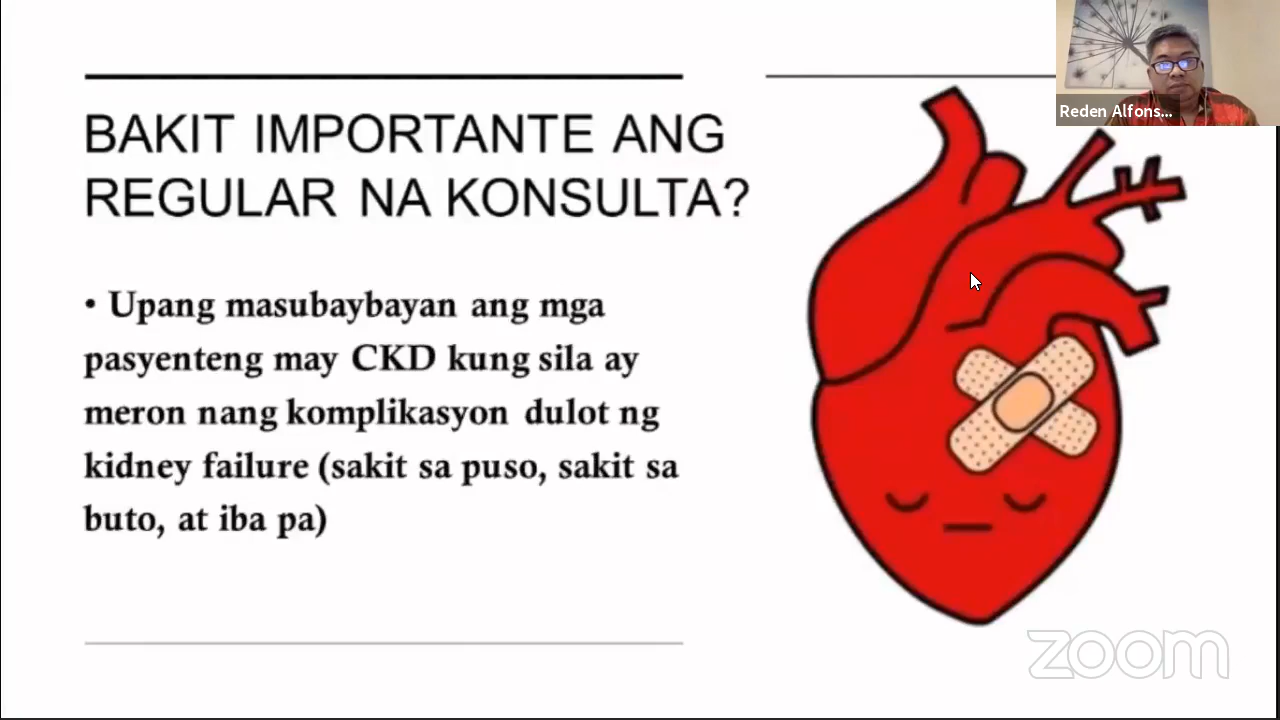 BAKIT IMPORTANTE ANG
REGULAR NA KONSULTA?
• Upang masubaybayan ang mga
pasyenteng may CKD kung sila ay
meron nang komplikasyon dulot ng
kidney failure (sakit sa puso, sakit sa
buto, at iba pa)
Reden Alfons...
zoom